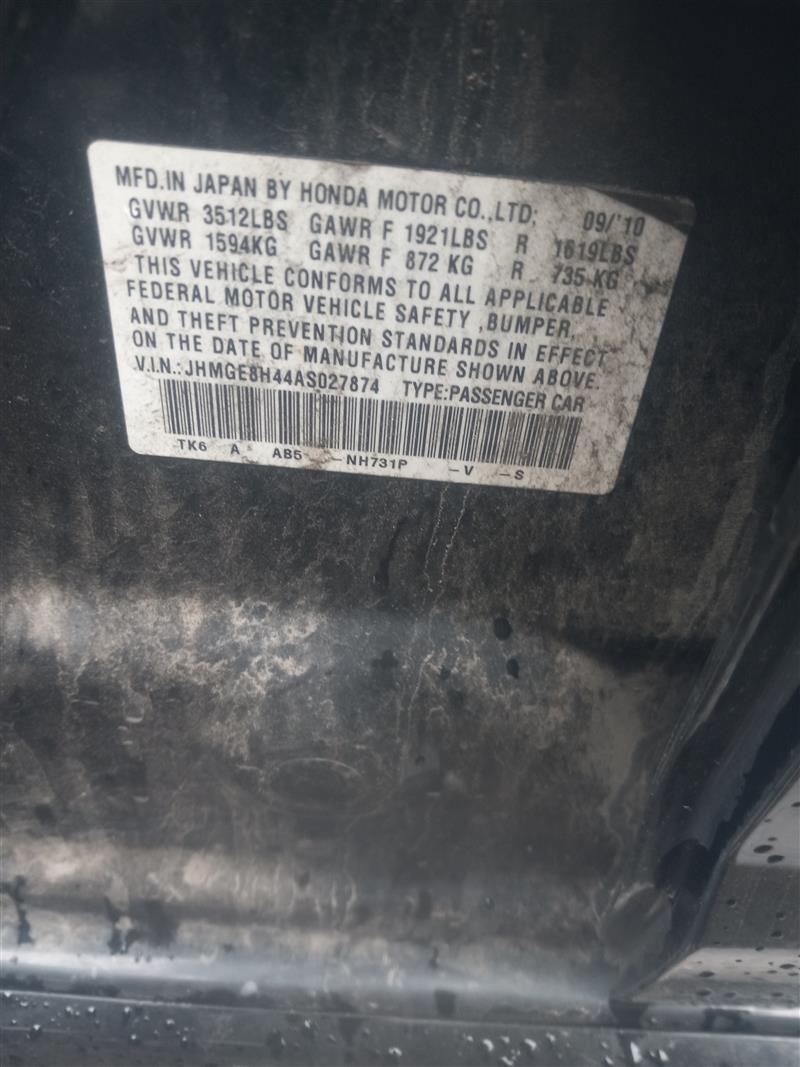 MFD.IN JAPAN BY HONDA MOTOR CO.,LTD; 09/'10
GVWR 3512LBS GAWR F 1921LBS R 1619LBS
GVWR 1594KG GAWR F 872 KG R 735 KG
THIS VEHICLE CONFORMS TO ALL APPLICABLE
FEDERAL MOTOR VEHICLE SAFETY ,BUMPER,
AND THEFT PREVENTION STANDARDS IN EFFECT
ON THE DATE OF MANUFACTURE SHOWN ABOVE.
V.I.N.: JHMGE8H44AS027874 TYPE:PASSENGER CAR
TK6 A AB5 -NH731P -V -S